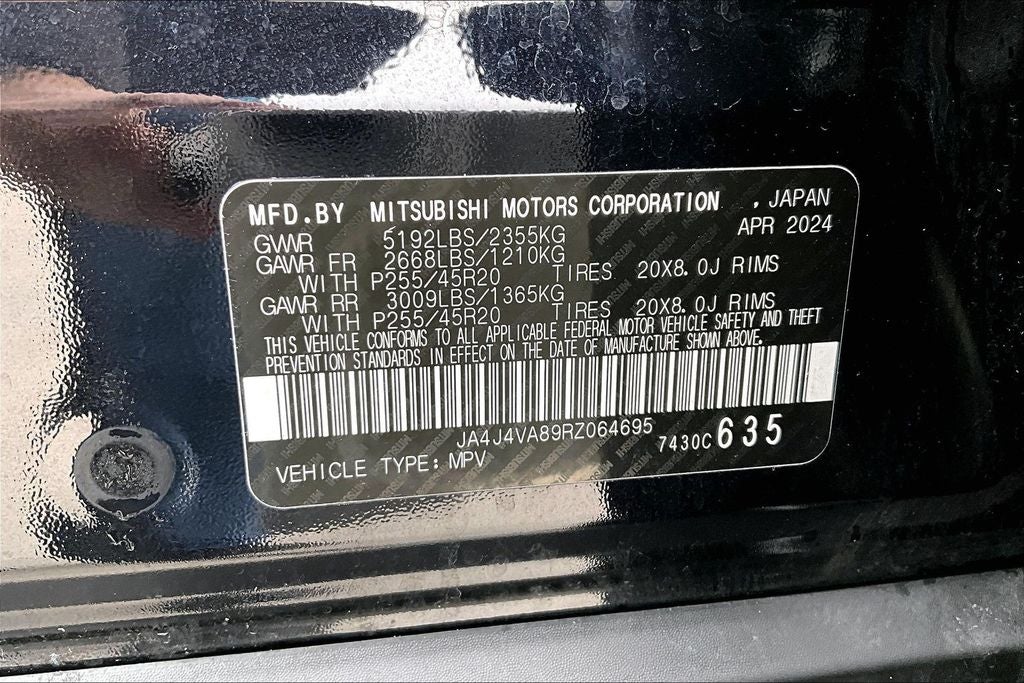 MFD.BY MITSUBISHI MOTORS CORPORATION . JAPAN
APR 2024
GVWR 5192LBS/2355KG
GAWR FR 2668LBS/1210KG
WITH P255/45R20 TIRES 20X8.0J RIMS
GAWR RR 3009LBS/1365KG
WITH P255/45R20 TIRES 20X8.0J RIMS
THIS VEHICLE CONFORMS TO ALL APPLICABLE FEDERAL MOTOR VEHICLE SAFETY AND THEFT
PREVENTION STANDARDS IN EFFECT ON THE DATE OF MANUFACTURE SHOWN ABOVE.
JA4J4VA89RZ064695 7430C 635
VEHICLE TYPE: MPV